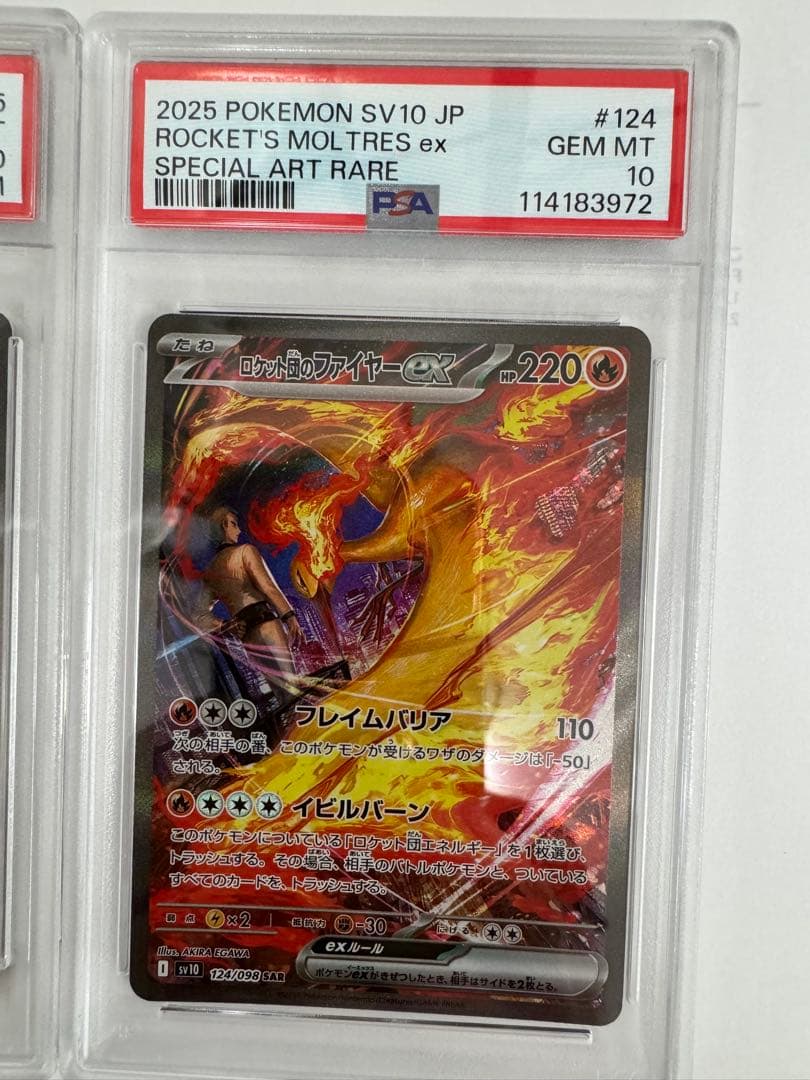 2025 POKEMON SV10 JP #124
ROCKET'S MOLTRES ex GEM MT
SPECIAL ART RARE 10
PSA 114183972
たね
ロケット団のファイヤーex HP220
フレイムバリア 110
次の相手の番、このポケモンが受けるワザのダメージは「-50」
される。
イビルバーン
このポケモンについている「ロケット団エネルギー」を1枚選び、
トラッシュする。その場合、相手のバトルポケモンと、ついている
すべてのカードを、トラッシュする。
弱点 ×2 抵抗力 -30 にげる
Illus. AKIRA EGAWA
exルール
I SV10 124/098 SAR
ポケモンexがきぜつしたとき、相手はサイドを2枚とる。